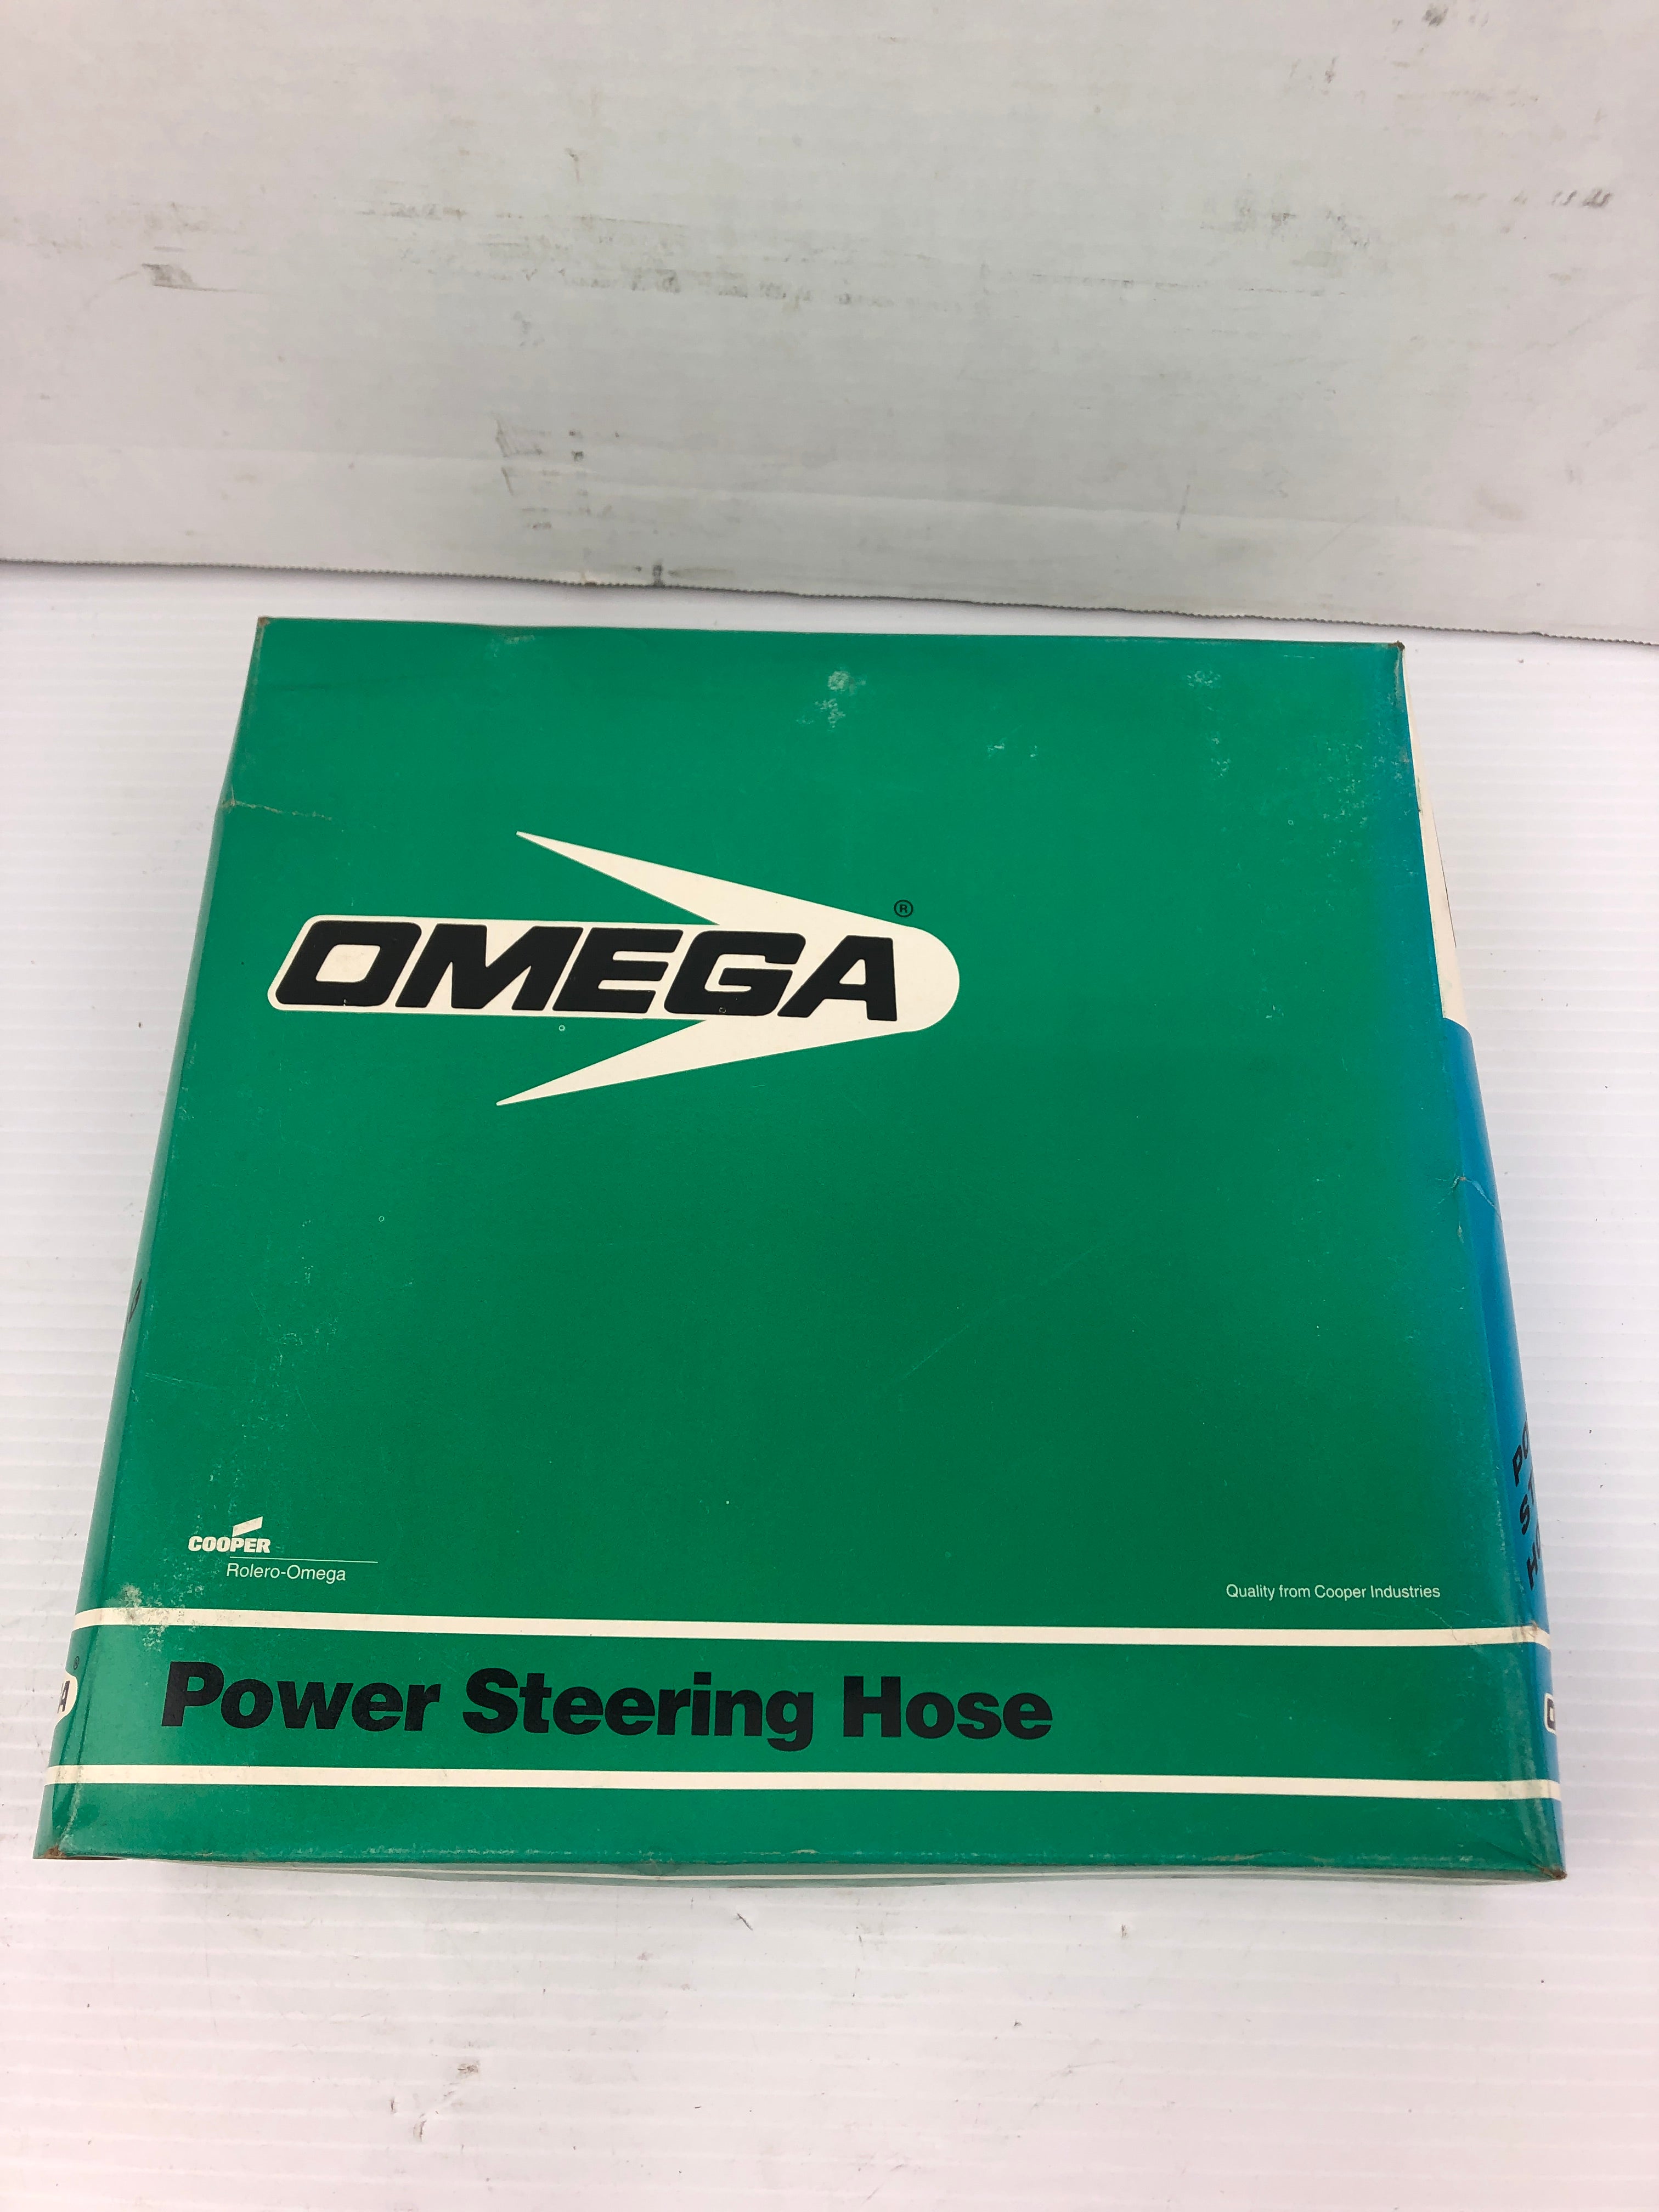 OMEGA ®
COOPER
Rolero-Omega
Quality from Cooper Industries
Power Steering Hose